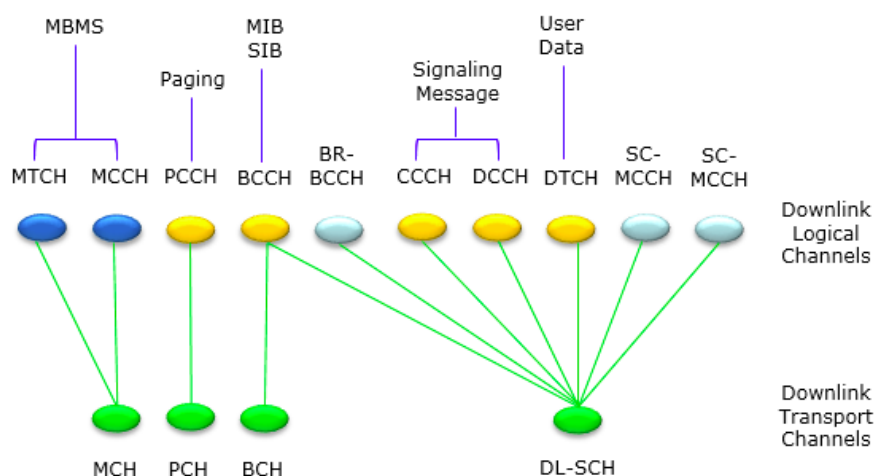 MBMS
MIB
SIB
User
Data
Paging
Signaling
Message
MTCH
MCCH
PCCH
BCCH
BR-
BCCH
CCCH
DCCH
DTCH
SC-
MCCH
SC-
MCCH
Downlink
Logical
Channels
Downlink
Transport
Channels
MCH
PCH
BCH
DL-SCH